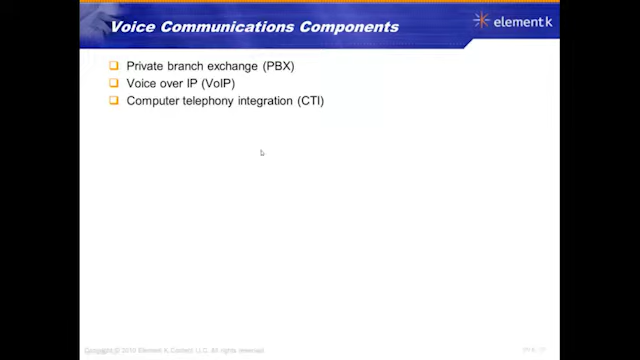 Voice Communications Components
element k
Private branch exchange (PBX)
Voice over IP (VoIP)
Computer telephony integration (CTI)
Copyright © 2010 Element K Content LLC. All rights reserved.